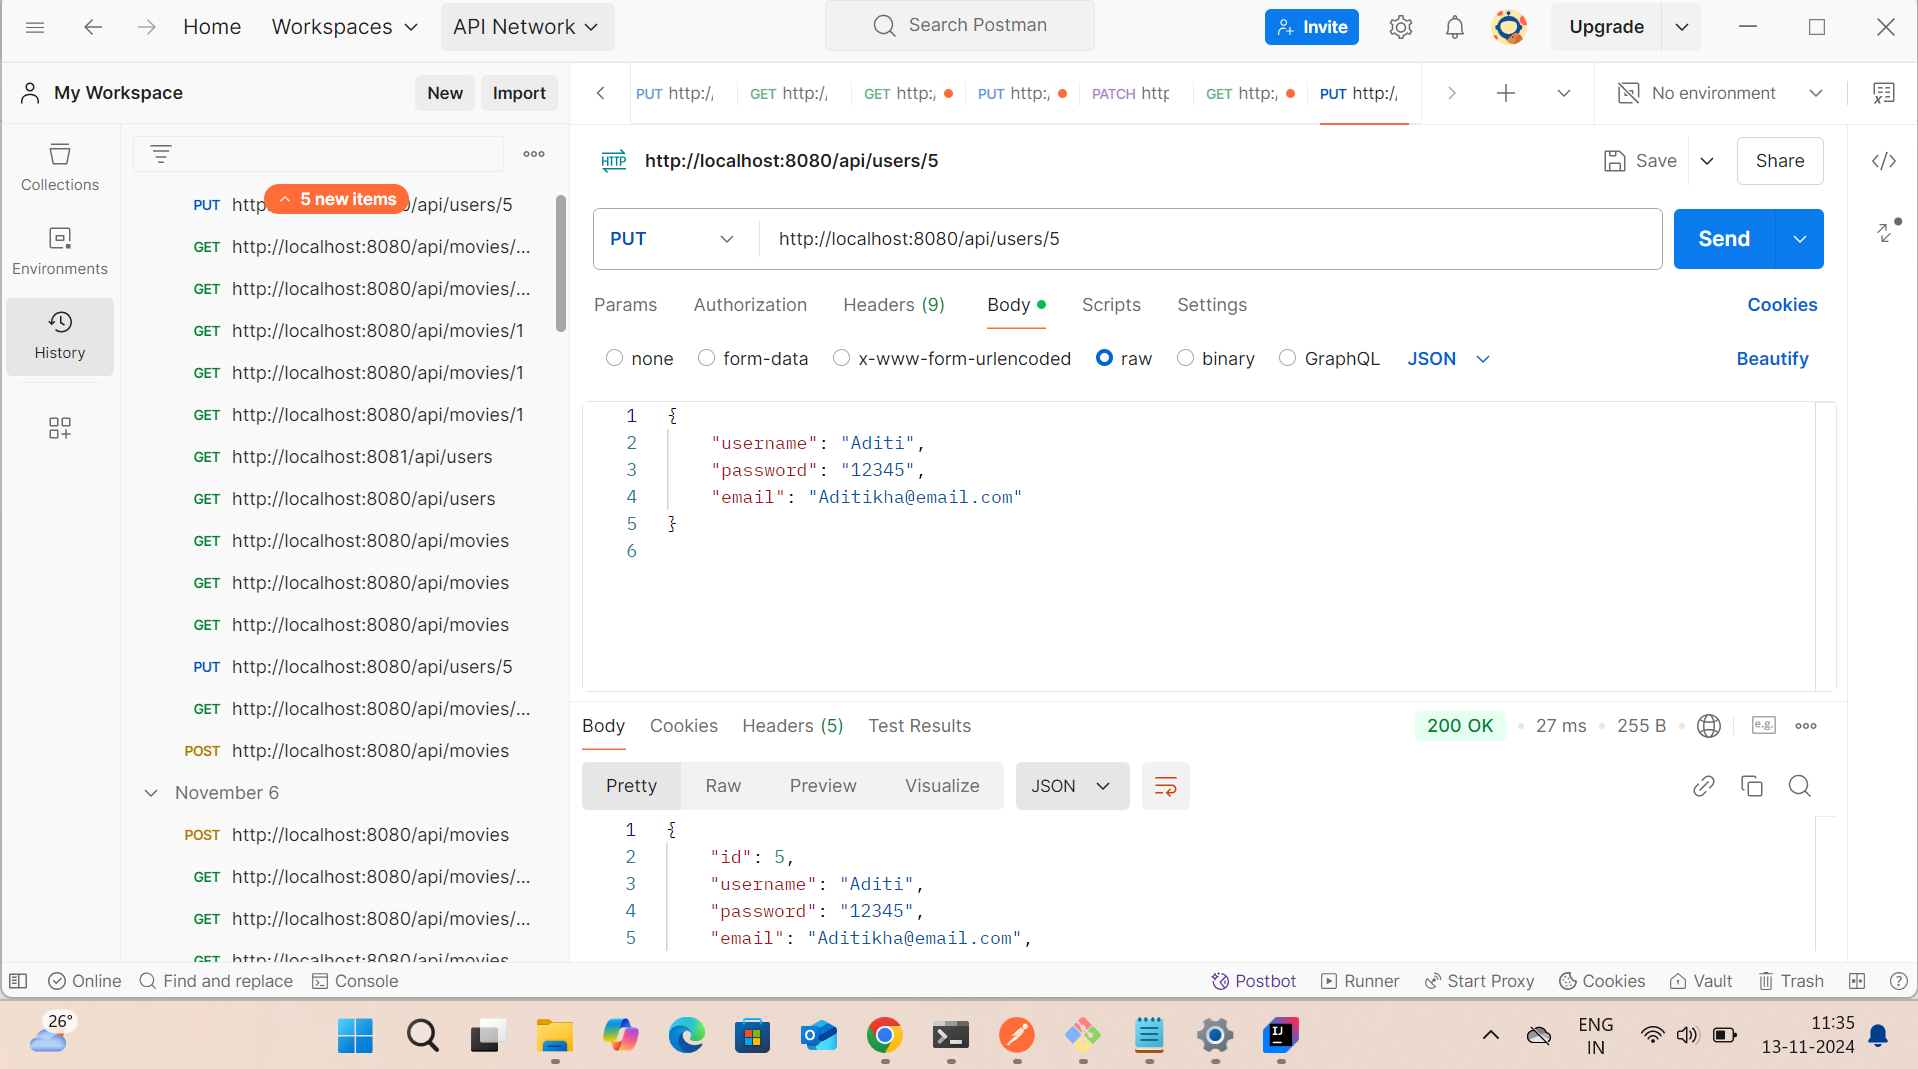 Home
Workspaces
API Network
Search Postman
Invite
Upgrade
My Workspace
New
Import
PUT http:/
GET http:/
GET http:
PUT http:
PATCH http
GET http:
PUT http:/
No environment
Collections
Environments
History
5 new items
PUT http /api/users/5
GET http://localhost:8080/api/movies/...
GET http://localhost:8080/api/movies/...
GET http://localhost:8080/api/movies/1
GET http://localhost:8080/api/movies/1
GET http://localhost:8080/api/movies/1
GET http://localhost:8081/api/users
GET http://localhost:8080/api/users
GET http://localhost:8080/api/movies
GET http://localhost:8080/api/movies
GET http://localhost:8080/api/movies
PUT http://localhost:8080/api/users/5
GET http://localhost:8080/api/movies/...
POST http://localhost:8080/api/movies
November 6
POST http://localhost:8080/api/movies
GET http://localhost:8080/api/movies/...
GET http://localhost:8080/api/movies/...
GET http://localhost:8080/api/movies
HTTP http://localhost:8080/api/users/5
Save
Share
PUT
http://localhost:8080/api/users/5
Send
Params
Authorization
Headers (9)
Body
Scripts
Settings
Cookies
none
form-data
x-www-form-urlencoded
raw
binary
GraphQL
JSON
Beautify
1 {
2 "username": "Aditi",
3 "password": "12345",
4 "email": "Aditikha@email.com"
5 }
6
Body
Cookies
Headers (5)
Test Results
200 OK
27 ms
255 B
e.g.
Pretty
Raw
Preview
Visualize
JSON
1 {
2 "id": 5,
3 "username": "Aditi",
4 "password": "12345",
5 "email": "Aditikha@email.com",
Online
Find and replace
Console
Postbot
Runner
Start Proxy
Cookies
Vault
Trash
26°
IJ
ENG
IN
11:35
13-11-2024